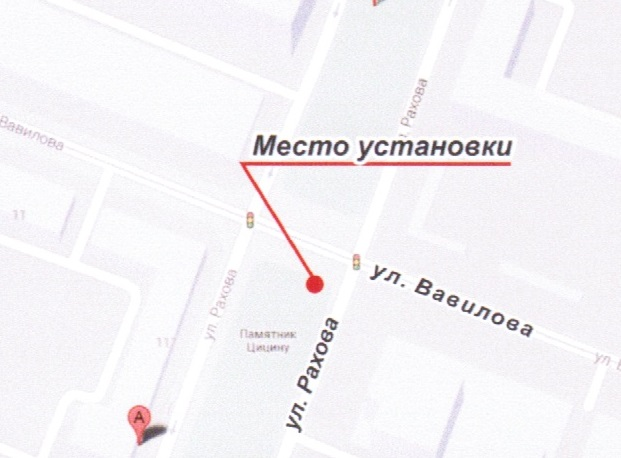 . Рахова
Вавилова
Место установки
11
ул. Вавилова
ул. Рахова
Памятник
Цицину
11
ул. Рахова
ул. В
A